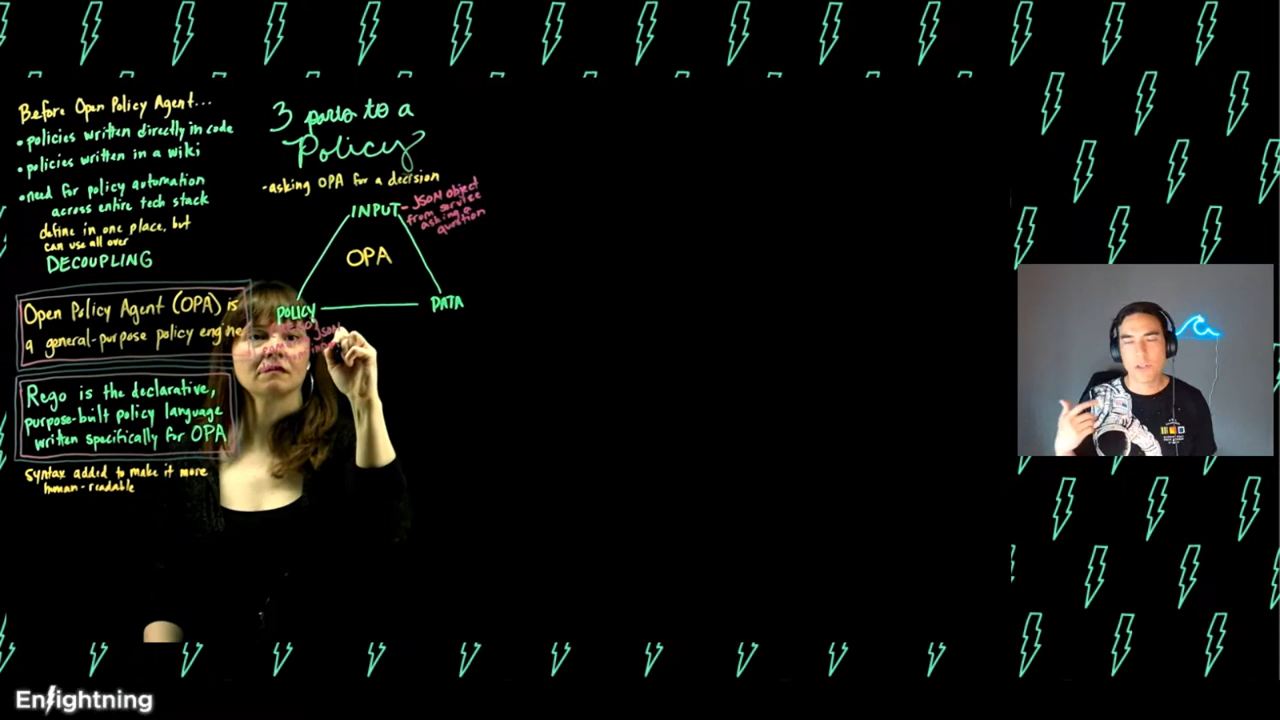 Before Open Policy Agent...
• policies written directly in code
• policies written in a wiki
• need for policy automation
across entire tech stack
define in one place, but
can use all over
DECOUPLING
Open Policy Agent (OPA) is
a general-purpose policy engine
Rego is the declarative,
purpose-built policy language
written specifically for OPA
Syntax added to make it more
human-readable
3 parts to a
Policy
- asking OPA for a decision
INPUT - JSON object
from service
asking a
question
OPA
POLICY
DATA
JSON
Enlightning